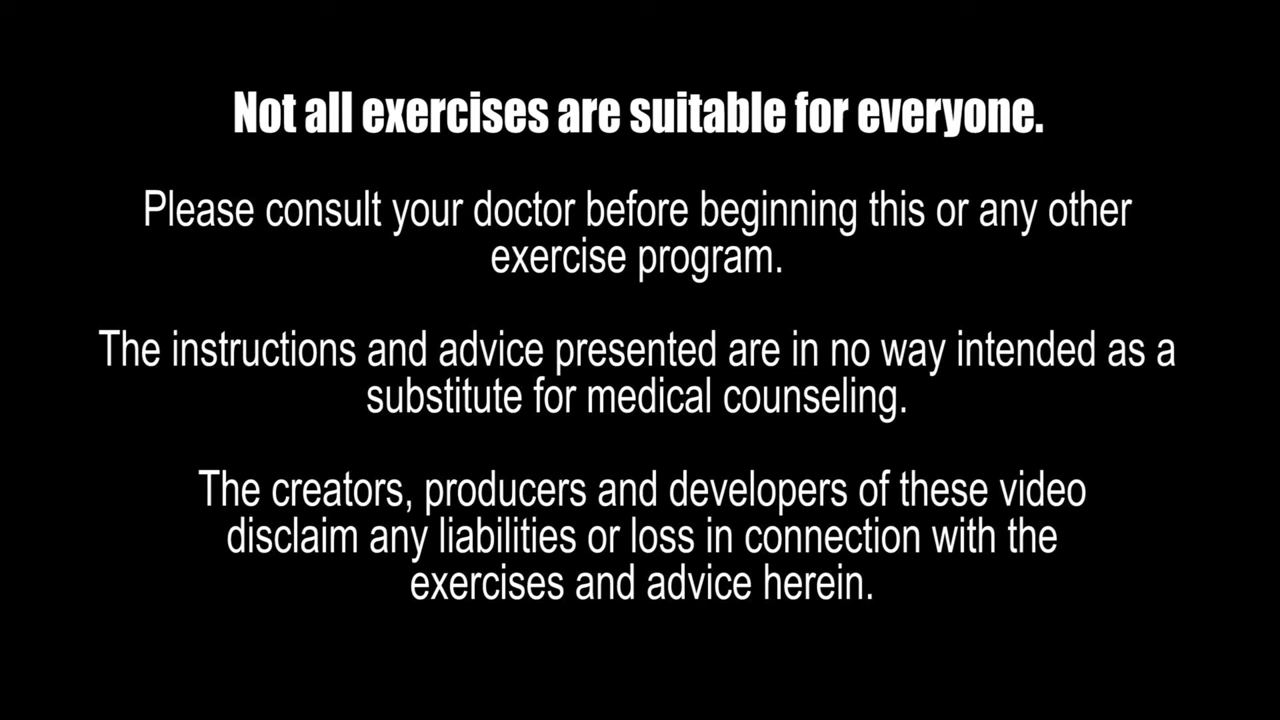 Not all exercises are suitable for everyone.
Please consult your doctor before beginning this or any other
exercise program.
The instructions and advice presented are in no way intended as a
substitute for medical counseling.
The creators, producers and developers of these video
disclaim any liabilities or loss in connection with the
exercises and advice herein.